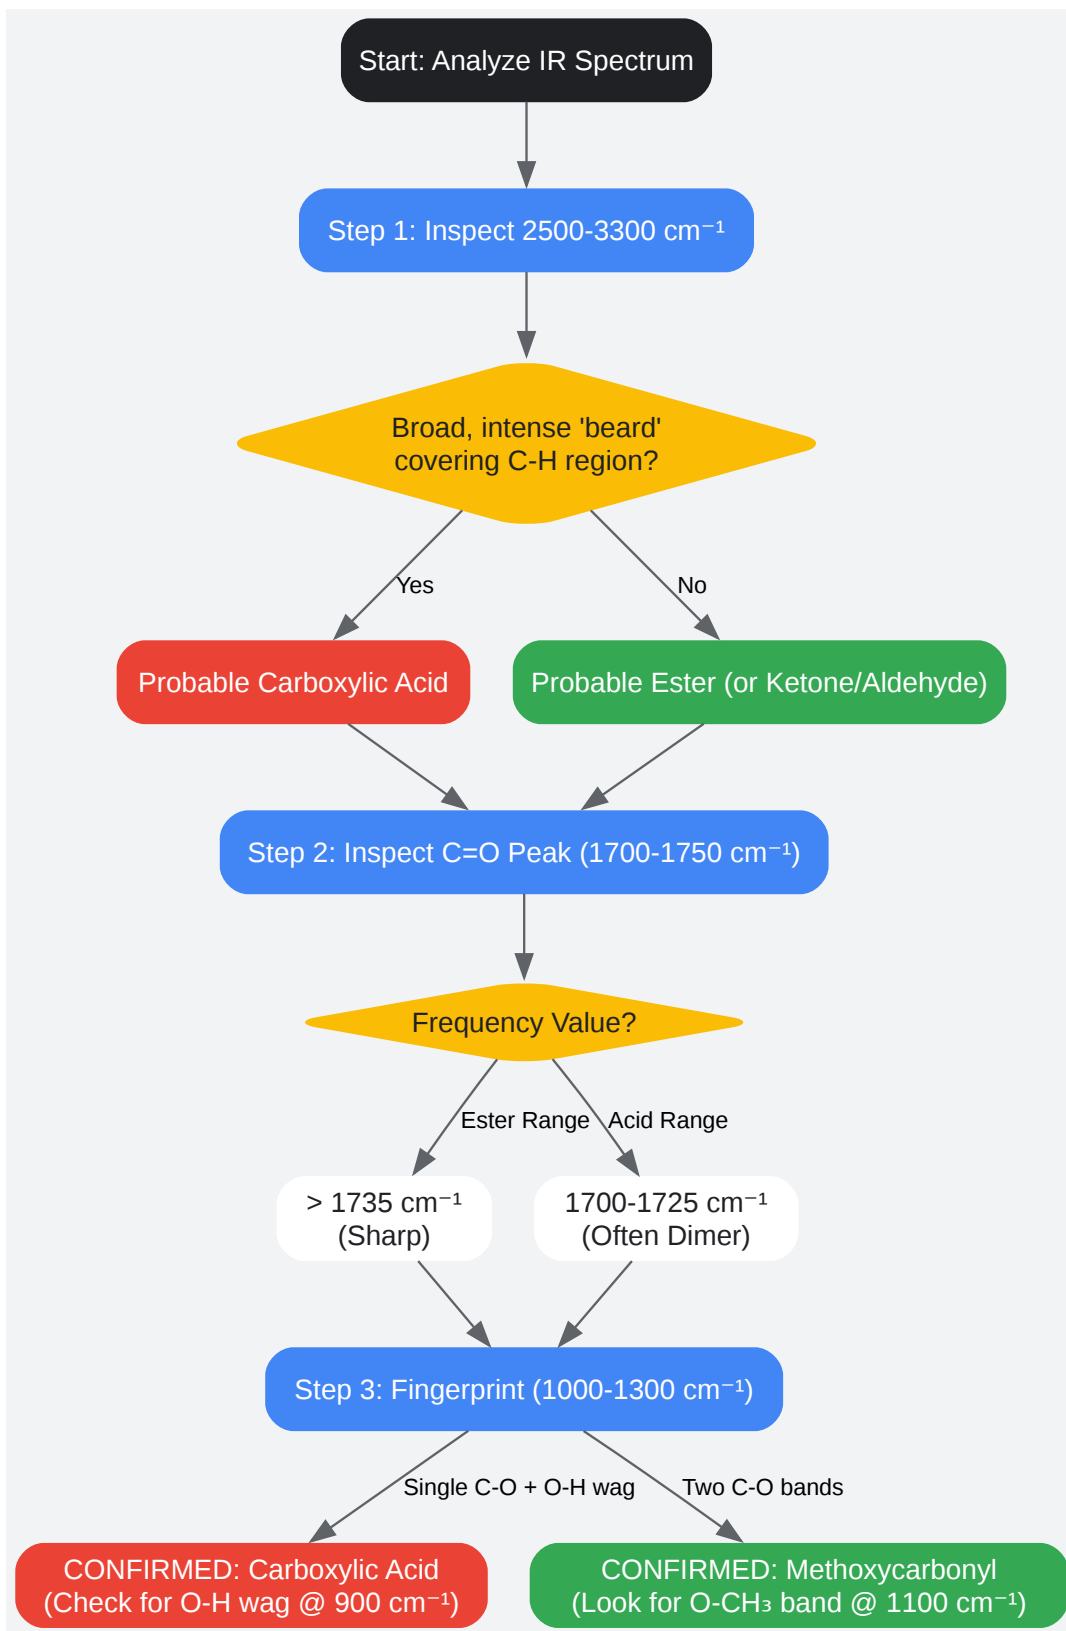 Start: Analyze IR Spectrum
Step 1: Inspect 2500-3300 cm⁻¹
Broad, intense 'beard'
covering C-H region?
Yes
No
Probable Carboxylic Acid
Probable Ester (or Ketone/Aldehyde)
Step 2: Inspect C=O Peak (1700-1750 cm⁻¹)
Frequency Value?
Ester Range
Acid Range
> 1735 cm⁻¹
(Sharp)
1700-1725 cm⁻¹
(Often Dimer)
Step 3: Fingerprint (1000-1300 cm⁻¹)
Single C-O + O-H wag
Two C-O bands
CONFIRMED: Carboxylic Acid
(Check for O-H wag @ 900 cm⁻¹)
CONFIRMED: Methoxycarbonyl
(Look for O-CH₃ band @ 1100 cm⁻¹)